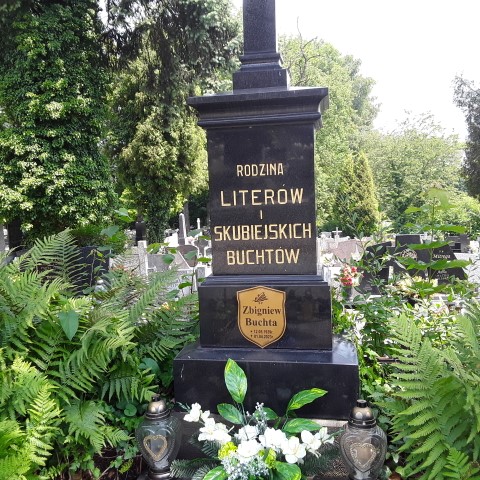 RODZINA
LITERÓW
I
SKUBIEJSKICH
BUCHTÓW
Zbigniew
Buchta